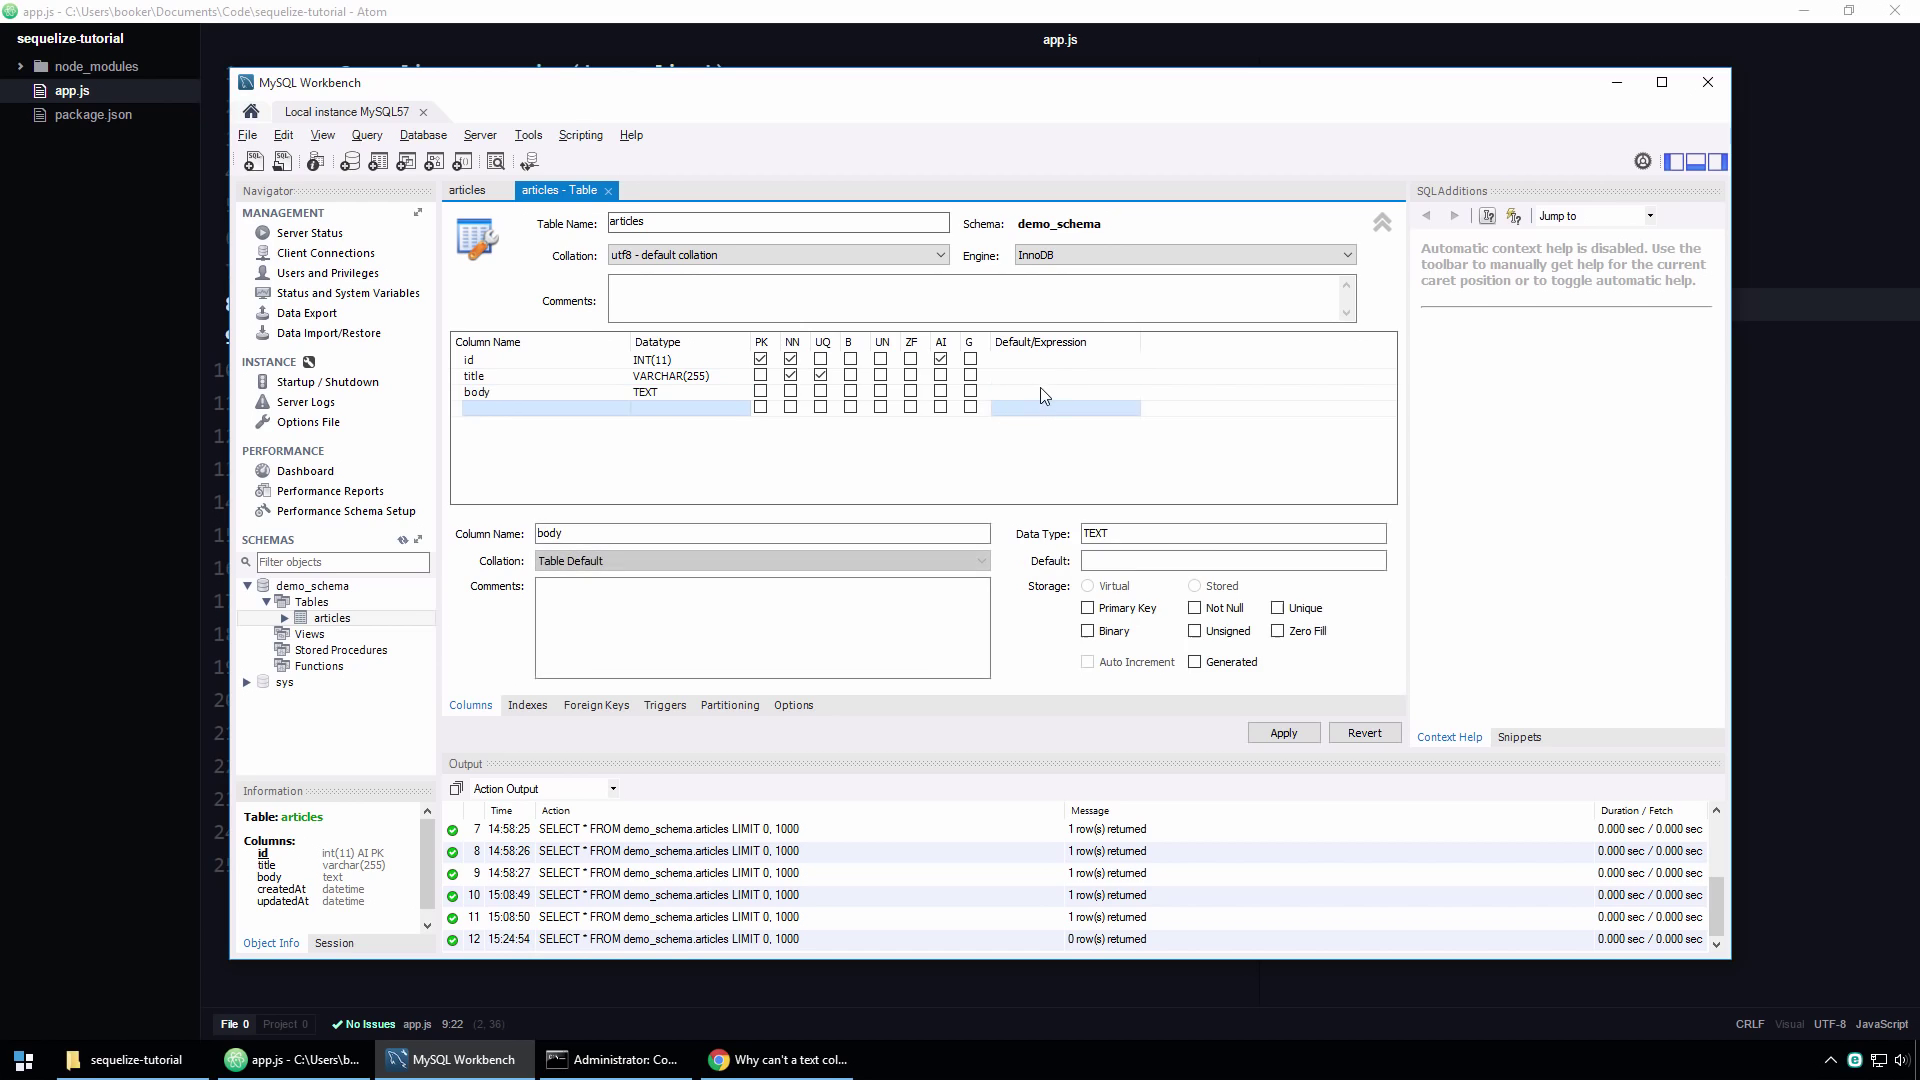 app.js - C:\Users\booker\Documents\Code\sequelize-tutorial - Atom
sequelize-tutorial
node_modules
app.js
package.json
app.js
MySQL Workbench
Local instance MySQL57
File Edit View Query Database Server Tools Scripting Help
Navigator
MANAGEMENT
Server Status
Client Connections
Users and Privileges
Status and System Variables
Data Export
Data Import/Restore
INSTANCE
Startup / Shutdown
Server Logs
Options File
PERFORMANCE
Dashboard
Performance Reports
Performance Schema Setup
SCHEMAS
Filter objects
demo_schema
Tables
articles
Views
Stored Procedures
Functions
sys
Information
Table: articles
Columns:
id int(11) AI PK
title varchar(255)
body text
createdAt datetime
updatedAt datetime
Object Info Session
articles articles - Table
Table Name: articles Schema: demo_schema
Collation: utf8 - default collation Engine: InnoDB
Comments:
Column Name Datatype PK NN UQ B UN ZF AI G Default/Expression
id INT(11)
title VARCHAR(255)
body TEXT
Column Name: body Data Type: TEXT
Collation: Table Default Default:
Comments: Storage: Virtual Stored
Primary Key Not Null Unique
Binary Unsigned Zero Fill
Auto Increment Generated
Columns Indexes Foreign Keys Triggers Partitioning Options
Apply Revert
SQLAdditions
Jump to
Automatic context help is disabled. Use the
toolbar to manually get help for the current
caret position or to toggle automatic help.
Context Help Snippets
Output
Action Output
Time Action Message Duration / Fetch
7 14:58:25 SELECT * FROM demo_schema.articles LIMIT 0, 1000 1 row(s) returned 0.000 sec / 0.000 sec
8 14:58:26 SELECT * FROM demo_schema.articles LIMIT 0, 1000 1 row(s) returned 0.000 sec / 0.000 sec
9 14:58:27 SELECT * FROM demo_schema.articles LIMIT 0, 1000 1 row(s) returned 0.000 sec / 0.000 sec
10 15:08:49 SELECT * FROM demo_schema.articles LIMIT 0, 1000 1 row(s) returned 0.000 sec / 0.000 sec
11 15:08:50 SELECT * FROM demo_schema.articles LIMIT 0, 1000 1 row(s) returned 0.000 sec / 0.000 sec
12 15:24:54 SELECT * FROM demo_schema.articles LIMIT 0, 1000 0 row(s) returned 0.000 sec / 0.000 sec
File 0 Project 0 No Issues app.js 9:22 (2, 36) CRLF Visual UTF-8 JavaScript
sequelize-tutorial app.js - C:\Users\b... MySQL Workbench Administrator: Co... Why can't a text col...